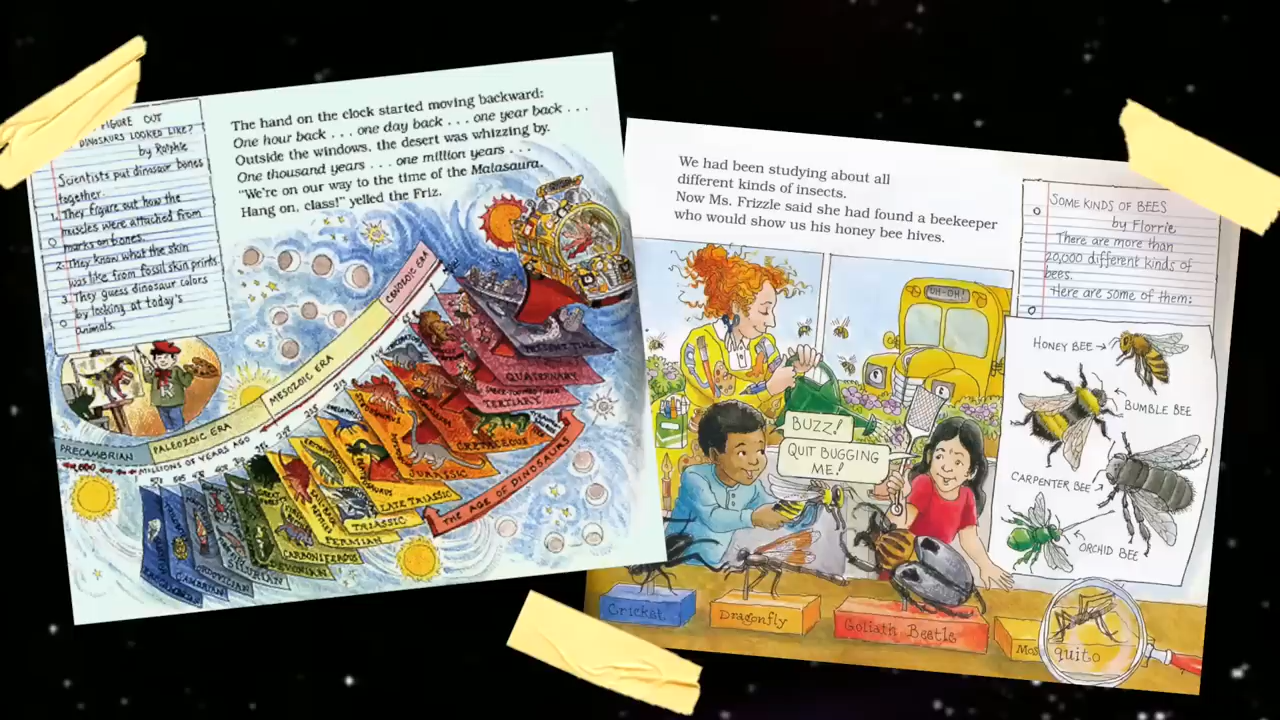 FIGURE OUT
DINOSAURS LOOKED LIKE?
by Ralphie
Scientists put dinosaur bones
together.
1. They figure out how the
muscles were attached from
marks on bones.
2. They know what the skin
was like from fossil skin prints
3. They guess dinosaur colors
by looking at today's
animals.
The hand on the clock started moving backward:
One hour back . . . one day back . . . one year back . . .
Outside the windows, the desert was whizzing by.
One thousand years . . . one million years . . .
"We're on our way to the time of the Maiasaura.
Hang on, class!" yelled the Friz.
PRECAMBRIAN
PALEOZOIC ERA
MESOZOIC ERA
CENOZOIC ERA
MILLIONS OF YEARS AGO
PRESENT TIME
QUATERNARY
TERTIARY
CRETACEOUS
JURASSIC
LATE TRIASSIC
TRIASSIC
PERMIAN
CARBONIFEROUS
DEVONIAN
SILURIAN
ORDOVICIAN
CAMBRIAN
THE AGE OF DINOSAURS
We had been studying about all
different kinds of insects.
Now Ms. Frizzle said she had found a beekeeper
who would show us his honey bee hives.
UH-OH!
BUZZ!
QUIT BUGGING
ME!
Cricket
Dragonfly
Goliath Beetle
Mosquito
SOME KINDS OF BEES
by Florrie
There are more than
20,000 different kinds of
bees.
Here are some of them:
HONEY BEE
BUMBLE BEE
CARPENTER BEE
ORCHID BEE